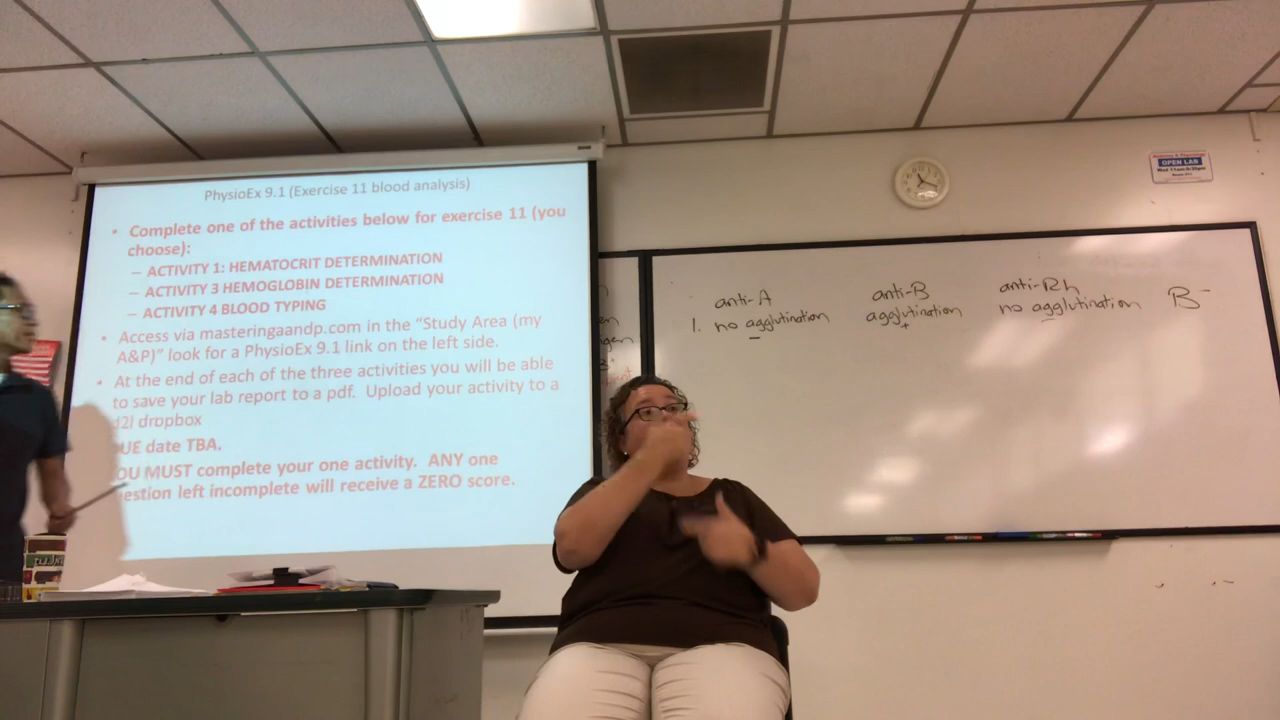 PhysioEx 9.1 (Exercise 11 blood analysis)
• Complete one of the activities below for exercise 11 (you
choose):
– ACTIVITY 1: HEMATOCRIT DETERMINATION
– ACTIVITY 3 HEMOGLOBIN DETERMINATION
– ACTIVITY 4 BLOOD TYPING
• Access via masteringaandp.com in the "Study Area (my
A&P)" look for a PhysioEx 9.1 link on the left side.
• At the end of each of the three activities you will be able
to save your lab report to a pdf. Upload your activity to a
d2l dropbox
UE date TBA.
OU MUST complete your one activity. ANY one
estion left incomplete will receive a ZERO score.
anti-A anti-B anti-Rh
1. no agglutination agglutination no agglutination B-
- + -
OPEN LAB